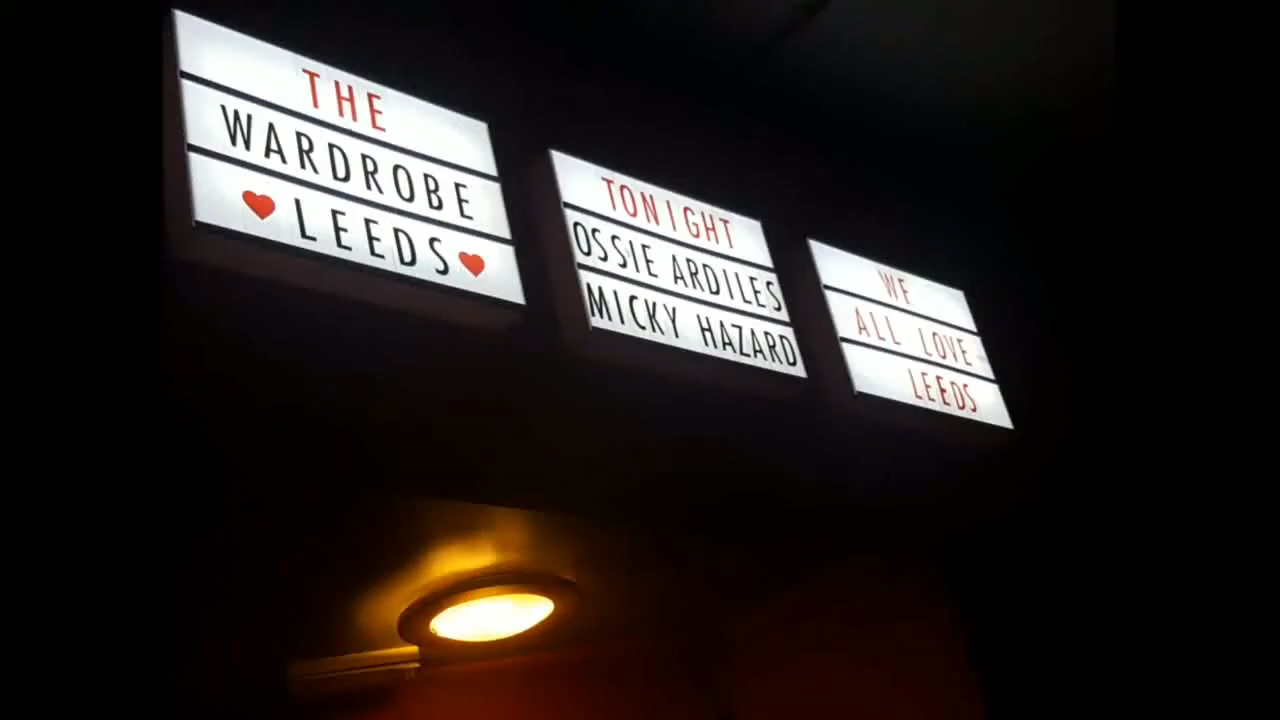 THE
WARDROBE
LEEDS
TONIGHT
OSSIE ARDILES
MICKY HAZARD
WE
ALL LOVE
LEEDS